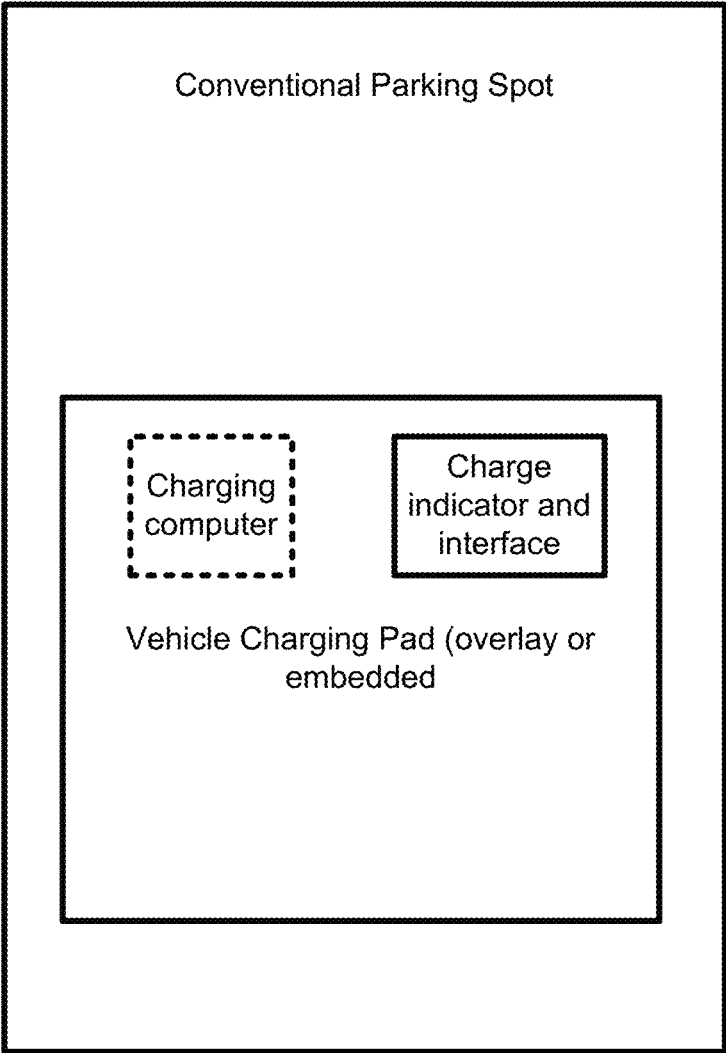 Conventional Parking Spot
Charging
computer
Charge
indicator and
interface
Vehicle Charging Pad (overlay or
embedded